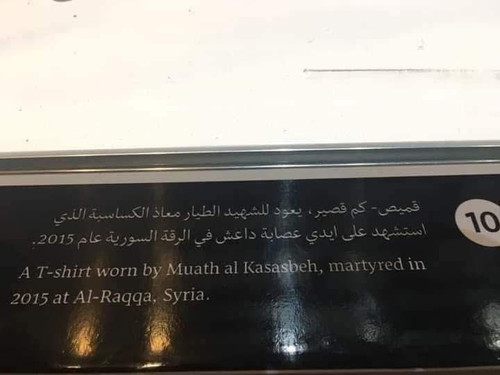 قميص- كم قصير، يعود للشهيد الطيار معاذ الكساسبة الذي
استشهد على ايدي عصابة داعش في الرقة السورية عام 2015.
10
A T-shirt worn by Muath al Kasasbeh, martyred in
2015 at Al-Raqqa, Syria.